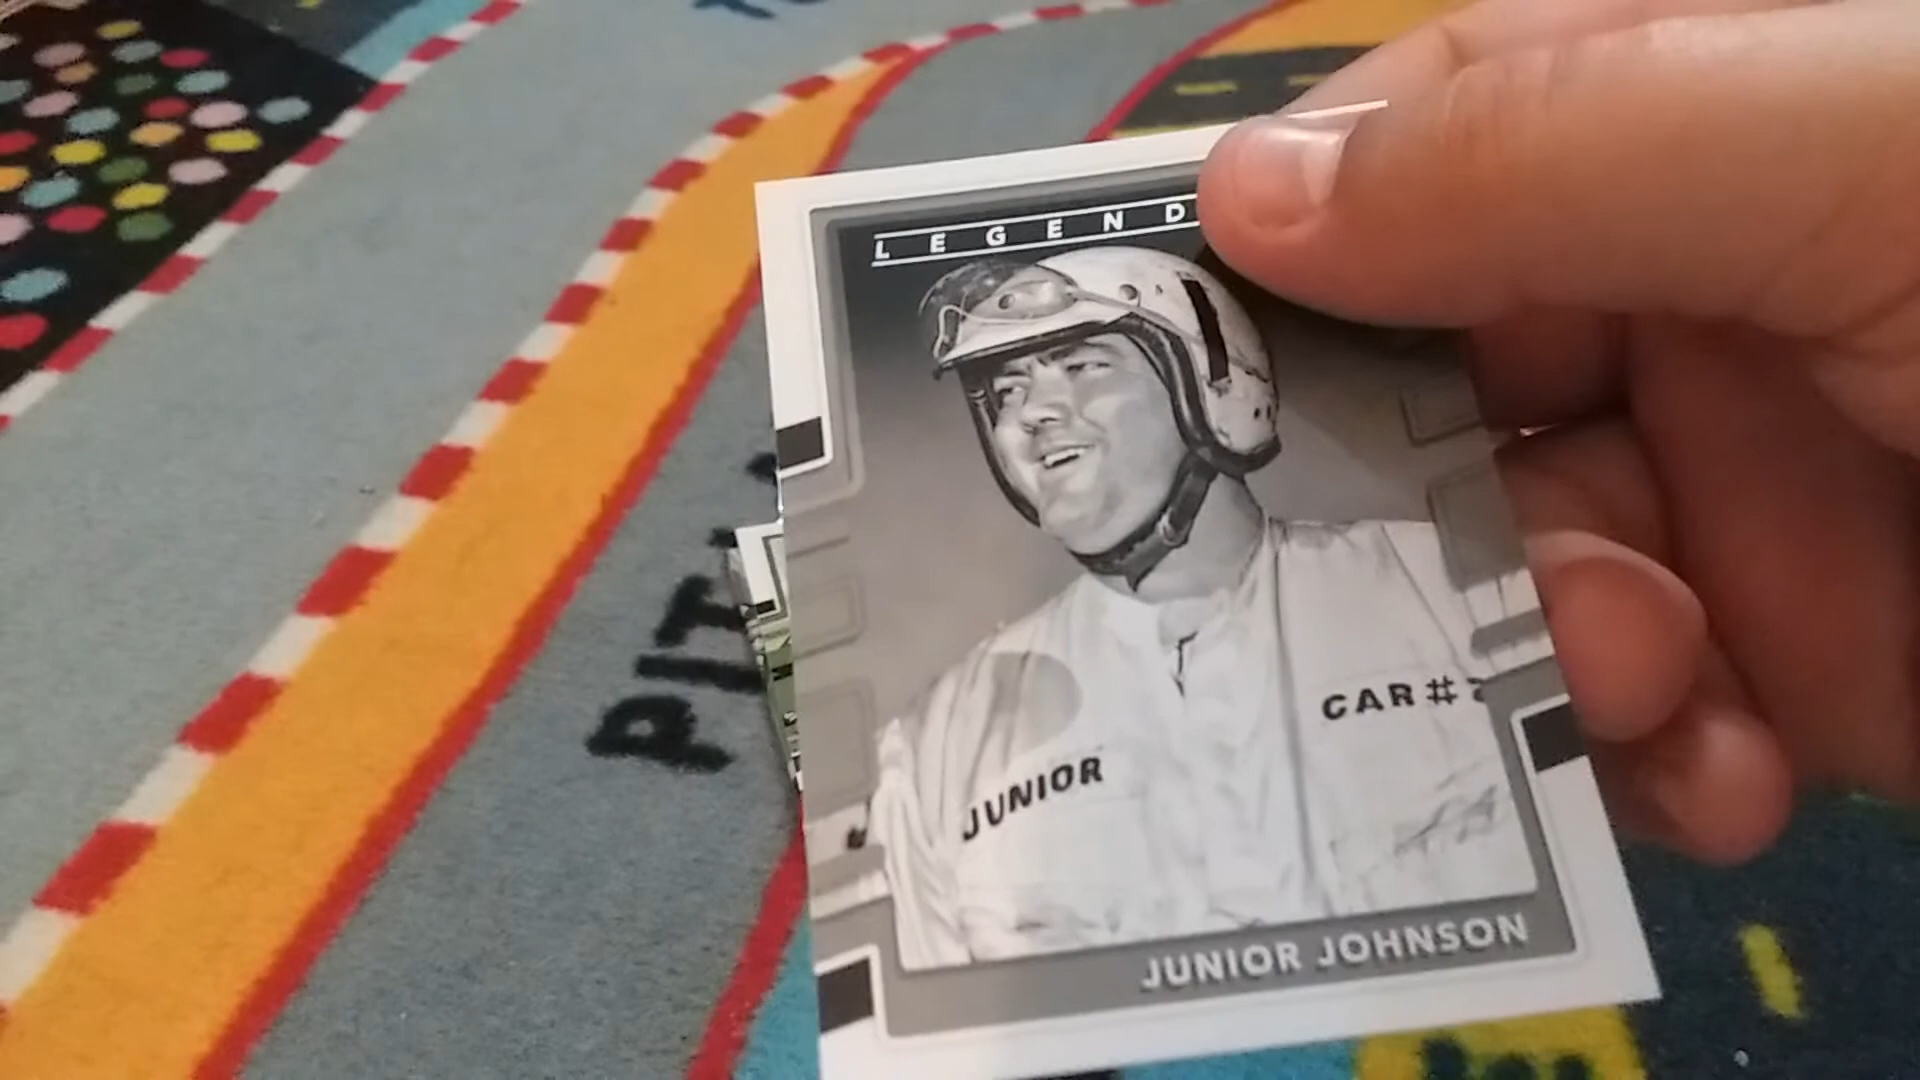 LEGEND
CAR #
JUNIOR
JUNIOR JOHNSON
PIT